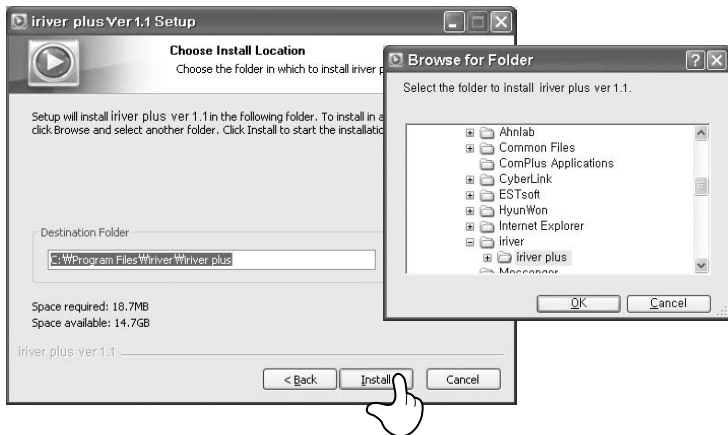 iriver plus Ver 1.1 Setup
Choose Install Location
Choose the folder in which to install iriver
Setup will install iriver plus ver 1.1 in the following folder. To install in a
click Browse and select another folder. Click Install to start the
Destination Folder
C:₩Program Files₩iriver₩iriver plus
Space required: 18.7MB
Space available: 14.7GB
iriver plus ver 1.1
< Back
Install
Cancel
Browse for Folder
Select the folder to install iriver plus ver 1.1.
Ahnlab
Common Files
ComPlus Applications
CyberLink
ESTsoft
HyunWon
Internet Explorer
iriver
iriver plus
Messenger
OK
Cancel